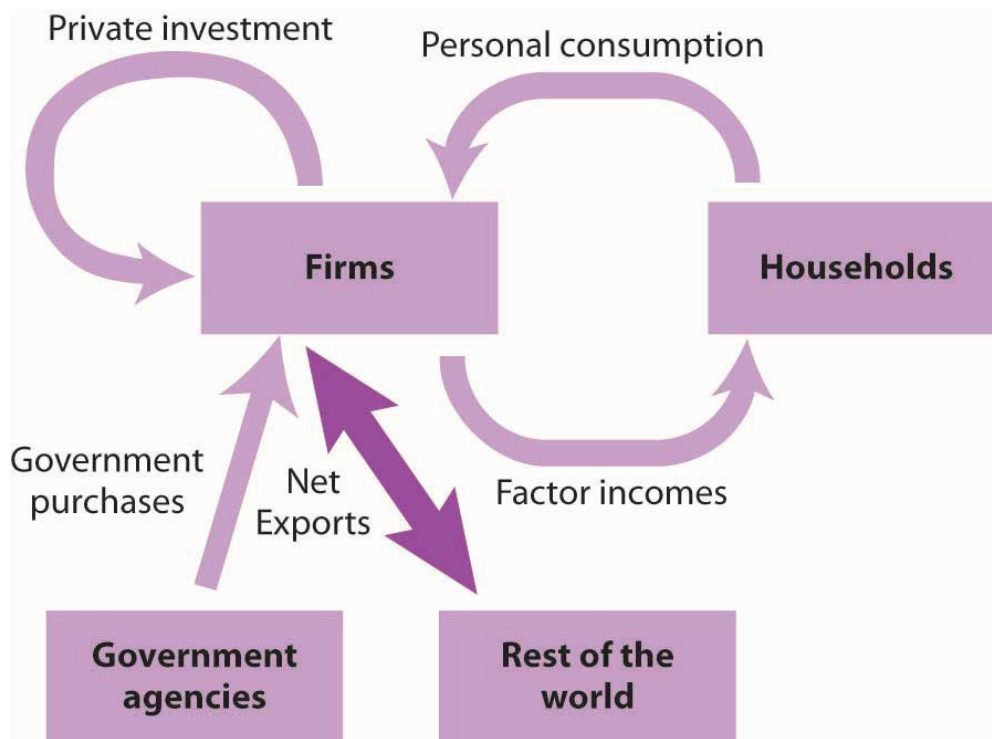 Private investment
Personal consumption
Firms
Households
Government
purchases
Net
Exports
Factor incomes
Government
agencies
Rest of the
world